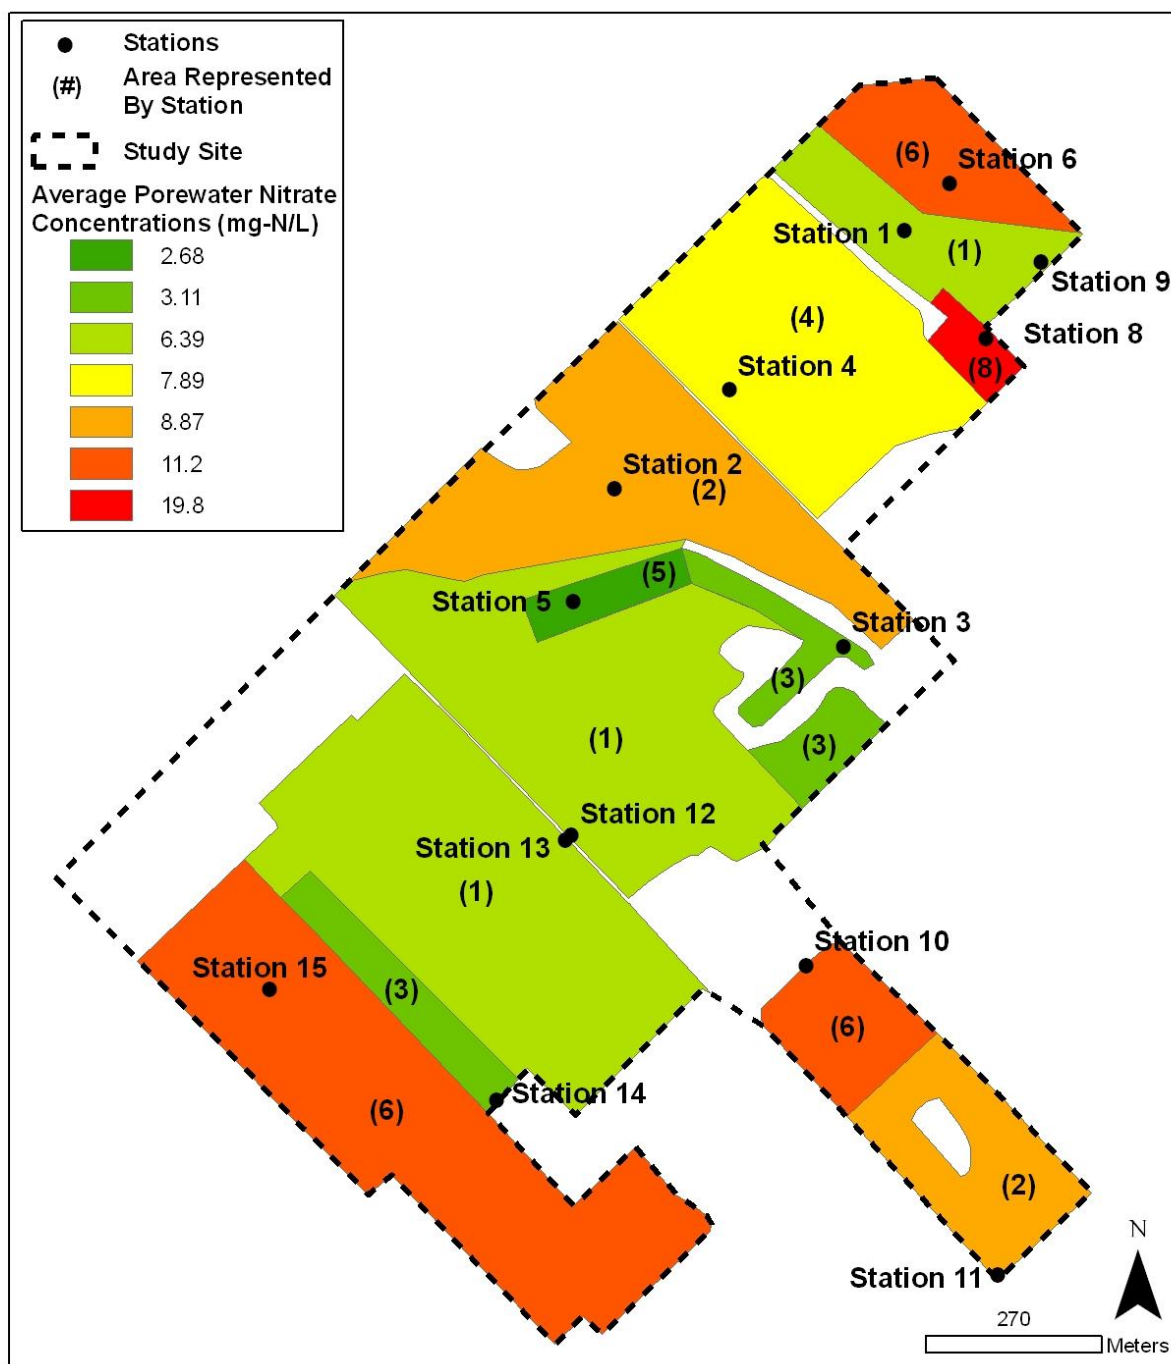 Stations
(#) Area Represented
By Station
Study Site
Average Porewater Nitrate
Concentrations (mg-N/L)
2.68
3.11
6.39
7.89
8.87
11.2
19.8
(6)
Station 6
Station 1
(1)
Station 9
(4)
Station 8
Station 4
(8)
Station 2
(2)
(5)
Station 5
Station 3
(3)
(1)
(3)
Station 12
Station 13
(1)
Station 10
Station 15
(3)
(6)
Station 14
(6)
(2)
N
Station 11
270
Meters